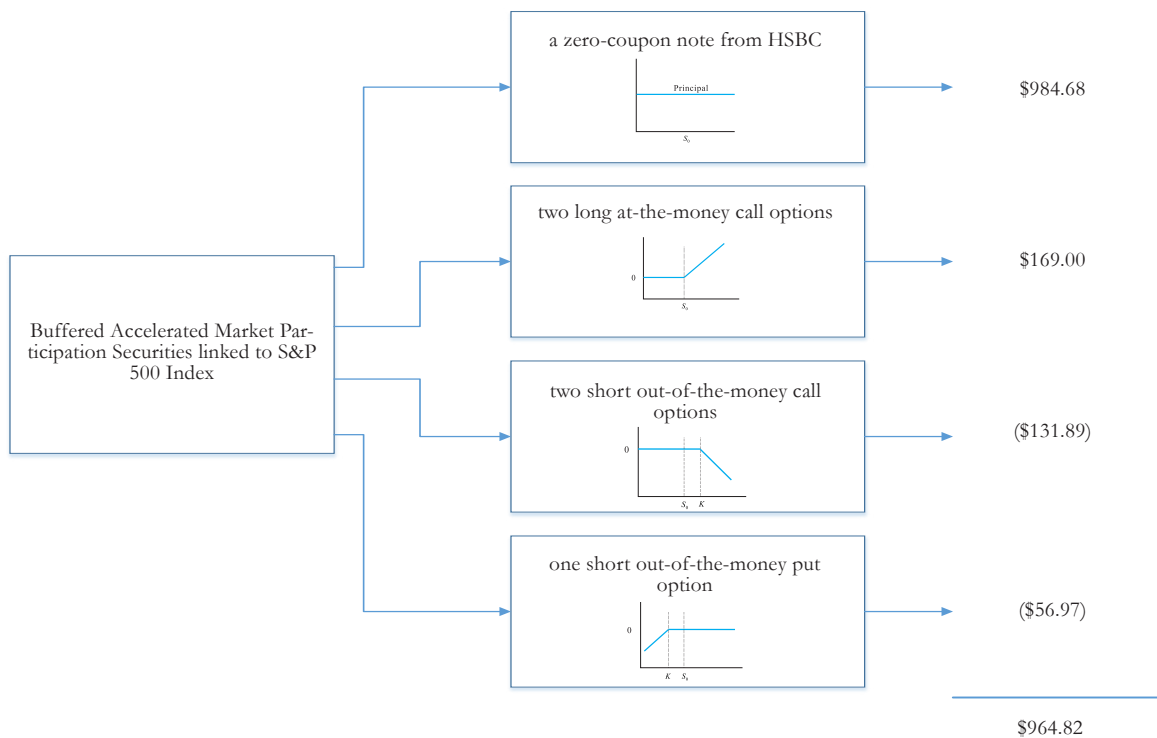 a zero-coupon note from HSBC
Principal
S₀
$984.68
two long at-the-money call options
0
S₀
$169.00
Buffered Accelerated Market Par-
ticipation Securities linked to S&P
500 Index
two short out-of-the-money call
options
0
S₀ K
($131.89)
one short out-of-the-money put
option
0
K S₀
($56.97)
$964.82